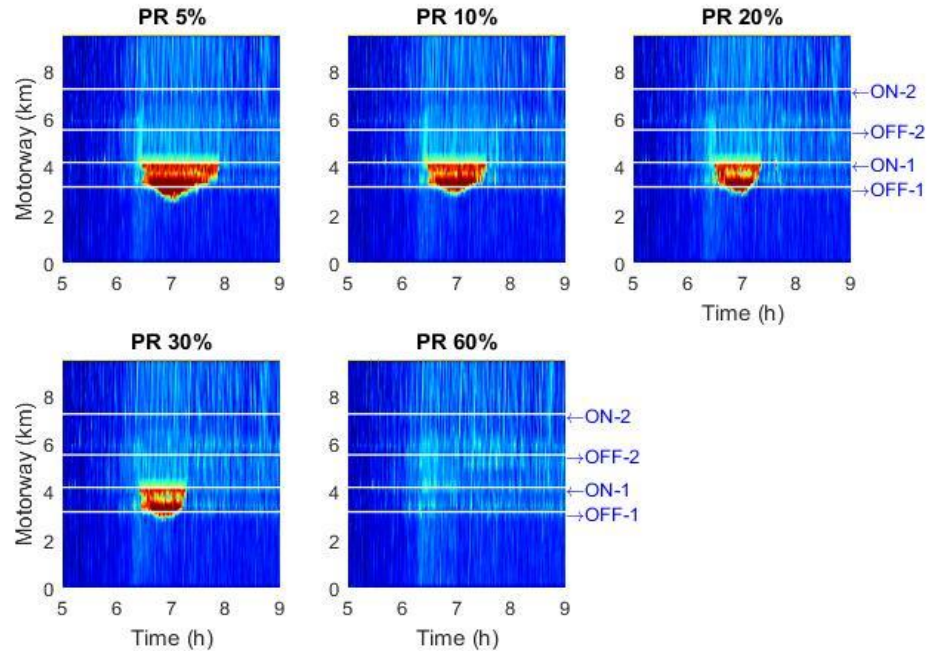 PR 5%
PR 10%
PR 20%
Motorway (km)
8
6
4
2
0
5 6 7 8 9
8
6
4
2
0
5 6 7 8 9
8
6
4
2
0
5 6 7 8 9
Time (h)
←ON-2
→OFF-2
←ON-1
→OFF-1
PR 30%
PR 60%
Motorway (km)
8
6
4
2
0
5 6 7 8 9
Time (h)
8
6
4
2
0
5 6 7 8 9
Time (h)
←ON-2
→OFF-2
←ON-1
→OFF-1